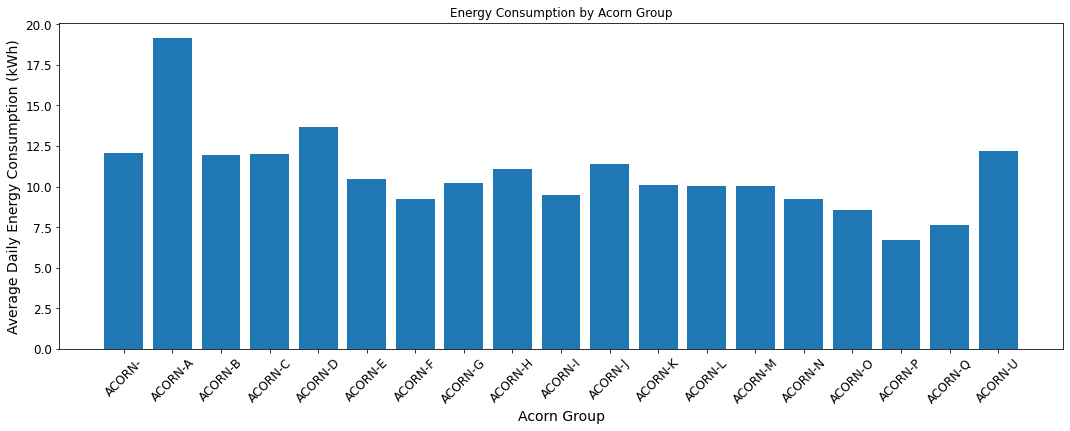 Energy Consumption by Acorn Group
Average Daily Energy Consumption (kWh)
20.0
17.5
15.0
12.5
10.0
7.5
5.0
2.5
0.0
ACORN-
ACORN-A
ACORN-B
ACORN-C
ACORN-D
ACORN-E
ACORN-F
ACORN-G
ACORN-H
ACORN-I
ACORN-J
ACORN-K
ACORN-L
ACORN-M
ACORN-N
ACORN-O
ACORN-P
ACORN-Q
ACORN-U
Acorn Group